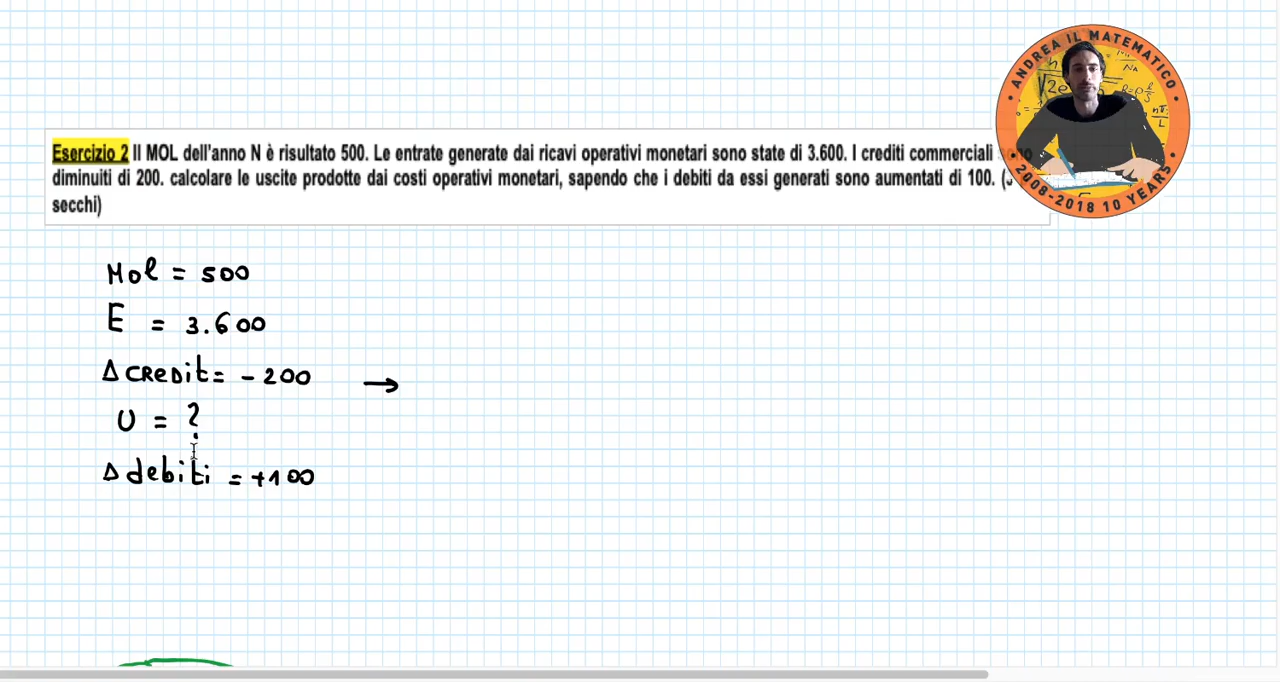 Esercizio 2 Il MOL dell'anno N è risultato 500. Le entrate generate dai ricavi operativi monetari sono state di 3.600. I crediti commerciali
diminuiti di 200. calcolare le uscite prodotte dai costi operativi monetari, sapendo che i debiti da essi generati sono aumentati di 100.
secchi)
ANDREA IL MATEMATICO
2008-2018 10 YEARS
Mol = 500
E = 3.600
Δ CREDIT = - 200 →
U = ?
Δ debiti = +100